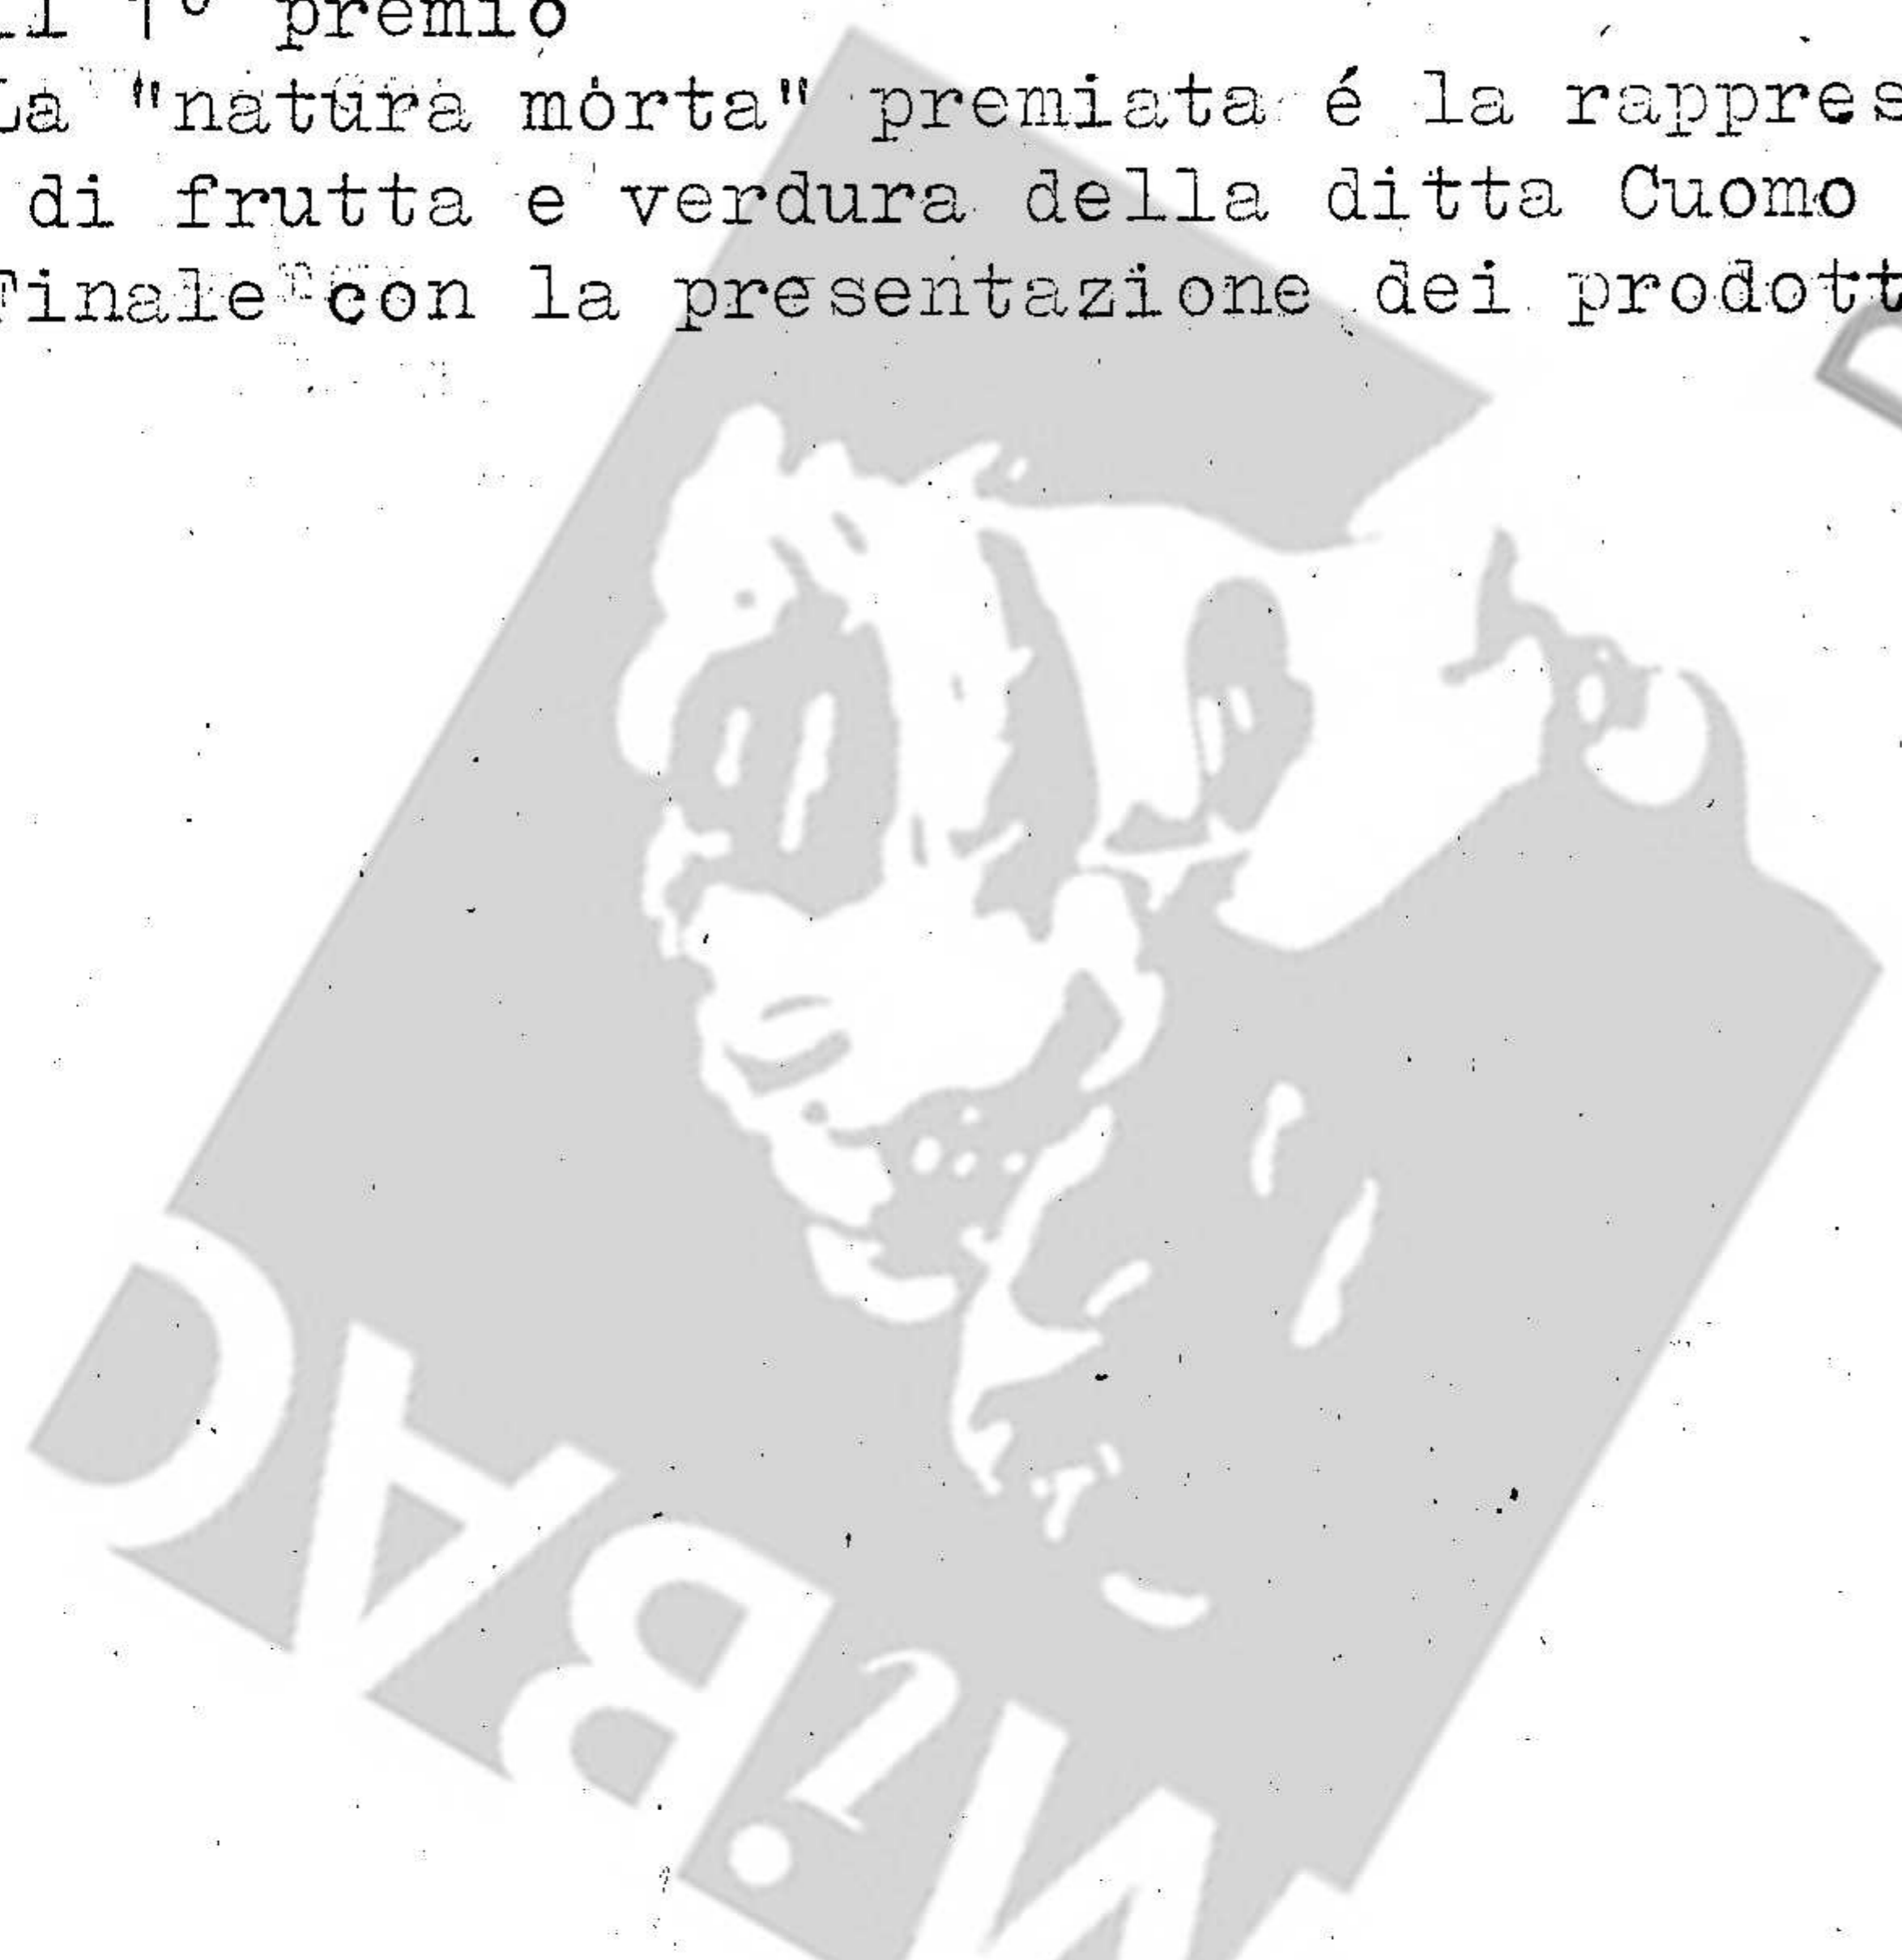 il 1° premio
La "natura morta" premiata é la rappres
di frutta e verdura della ditta Cuomo
Finale con la presentazione dei prodott